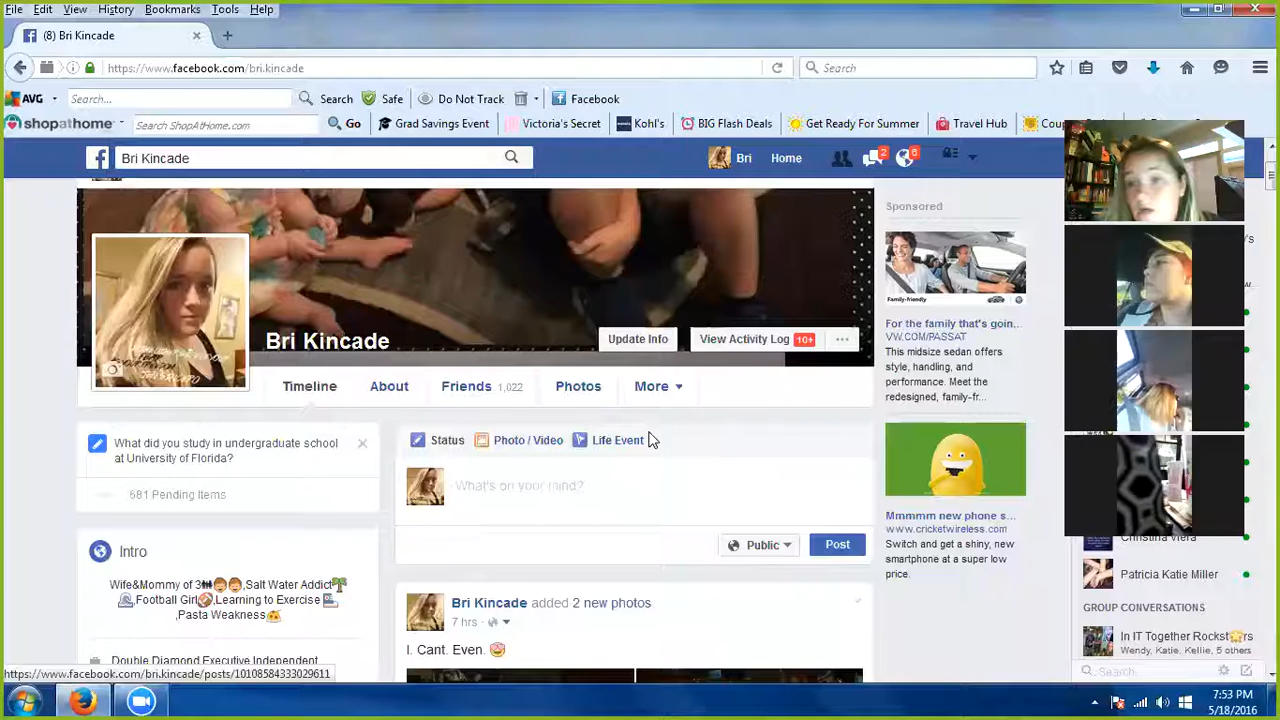 File Edit View History Bookmarks Tools Help
(8) Bri Kincade
https://www.facebook.com/bri.kincade
Search
AVG Search... Search Safe Do Not Track Facebook
shopathome Search ShopAtHome.com Go Grad Savings Event Victoria's Secret Kohl's BIG Flash Deals Get Ready For Summer Travel Hub
Bri Kincade
Bri Home 2 6
Bri Kincade
Update Info
View Activity Log 10+
Timeline About Friends 1,022 Photos More
What did you study in undergraduate school
at University of Florida?
681 Pending Items
Intro
Wife&Mommy of 3
,Salt Water Addict
,Football Girl ,Learning to Exercise
,Pasta Weakness
Double Diamond Executive Independent
Status Photo / Video Life Event
What's on your mind?
Public Post
Bri Kincade added 2 new photos
7 hrs
I. Cant. Even.
Sponsored
Family-friendly
For the family that's goin...
VW.COM/PASSAT
This midsize sedan offers
style, handling, and
performance. Meet the
redesigned, family-fr...
Mmmmm new phone s...
www.cricketwireless.com
Switch and get a shiny, new
smartphone at a super low
price.
Patricia Katie Miller
GROUP CONVERSATIONS
In IT Together Rocksters
Wendy, Katie, Kellie, 5 others
Search...
https://www.facebook.com/bri.kincade/posts/10108584333029611
7:53 PM
5/18/2016